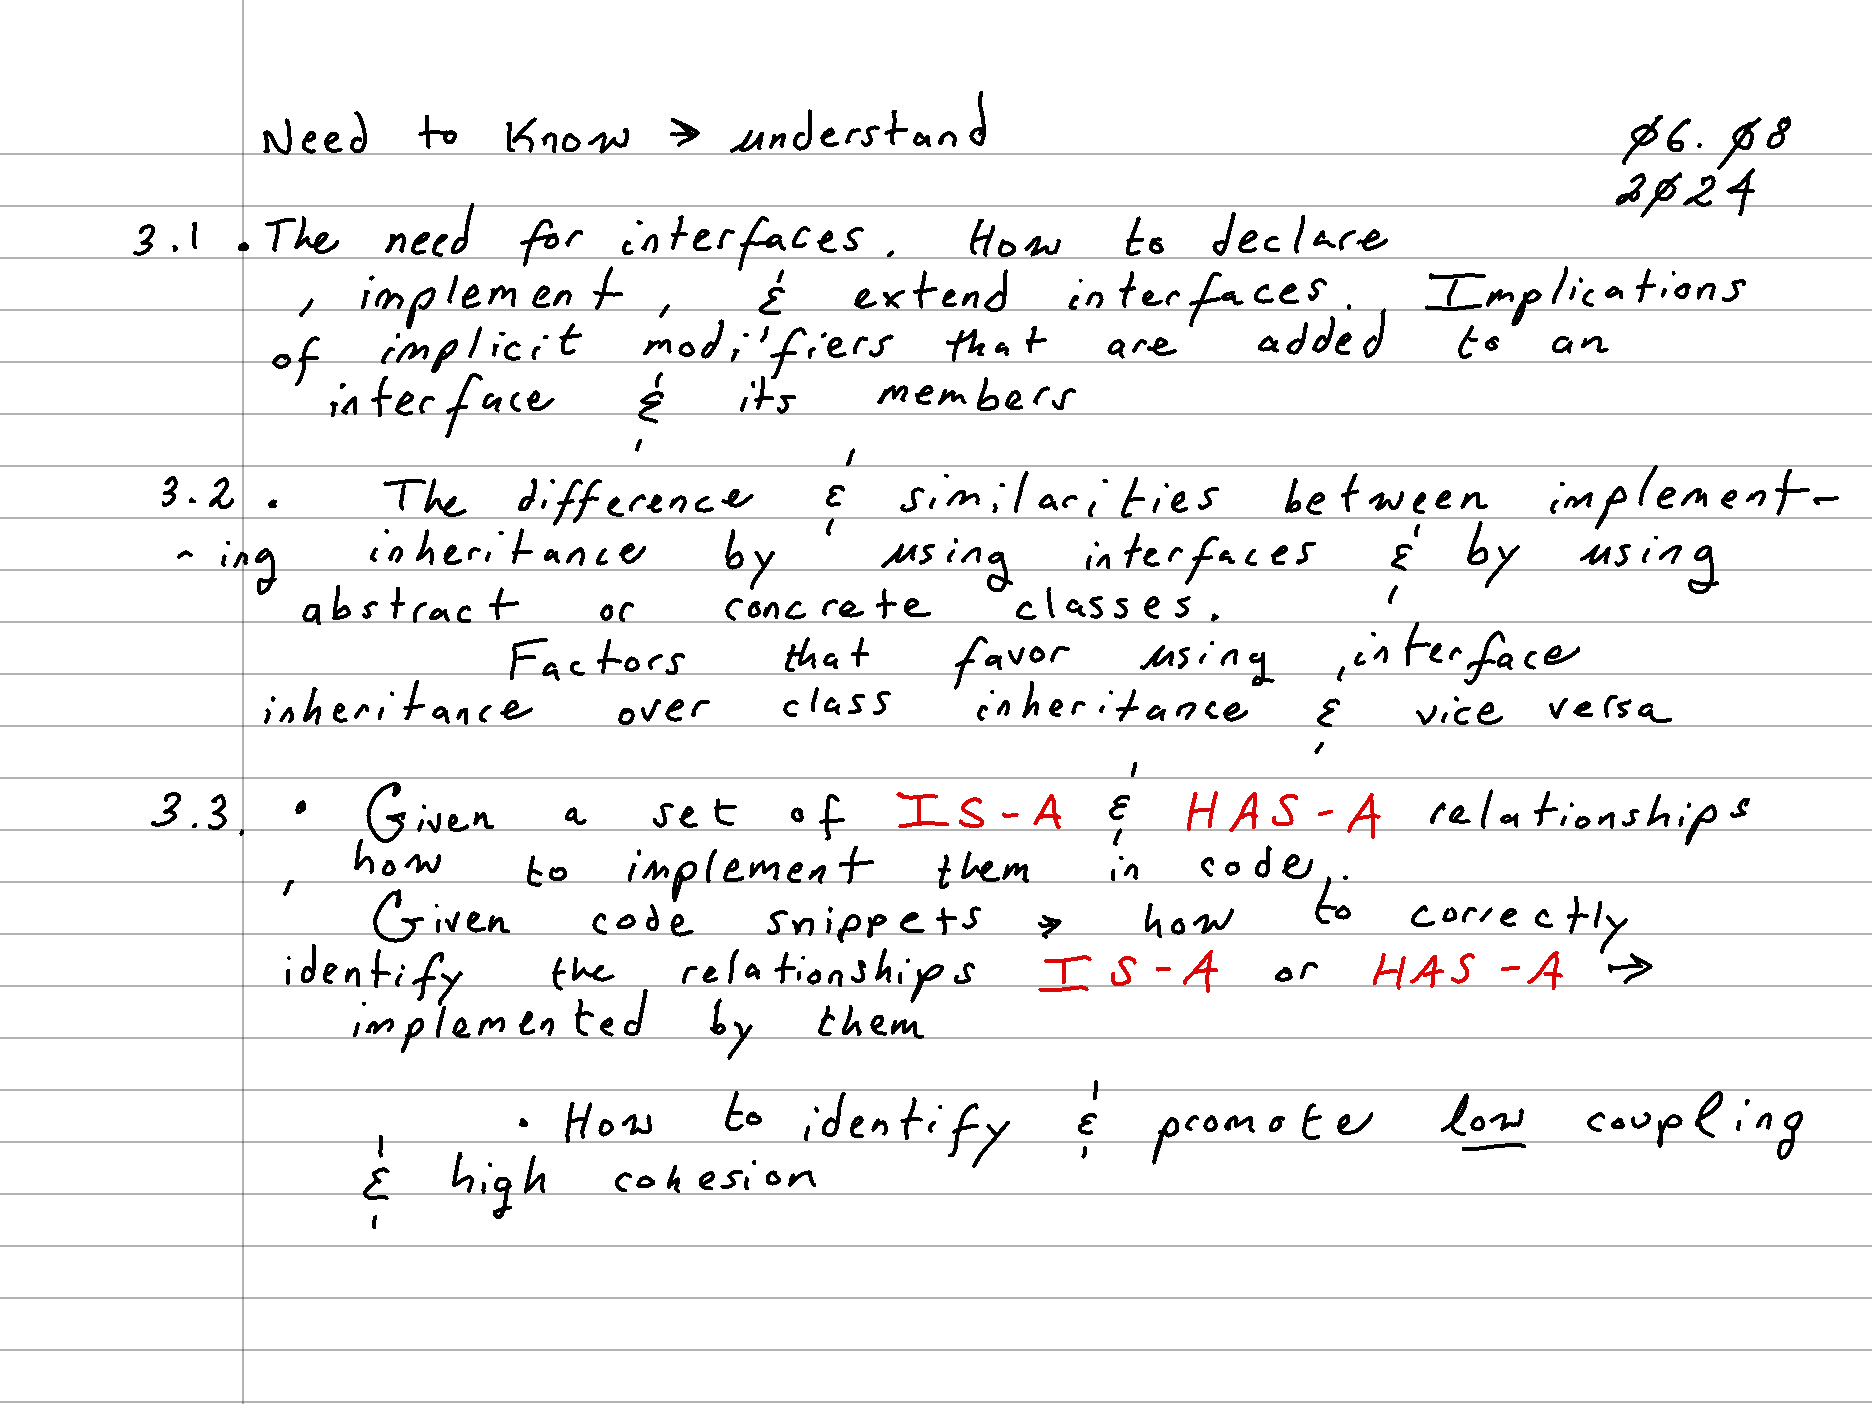 Need to Know → understand
ø6. ø8
2ø24
3.1 . The need for interfaces. How to declare
, implement, & extend interfaces. Implications
of implicit modifiers that are added to an
interface & its members
3.2 . The difference & similarities between implement-
~ ing inheritance by using interfaces & by using
abstract or concrete classes.
Factors that favor using interface
inheritance over class inheritance & vice versa
3.3. • Given a set of IS-A & HAS-A relationships
, how to implement them in code.
Given code snippets → how to correctly
identify the relationships IS-A or HAS-A →
implemented by them
• How to identify & promote low coupling
& high cohesion